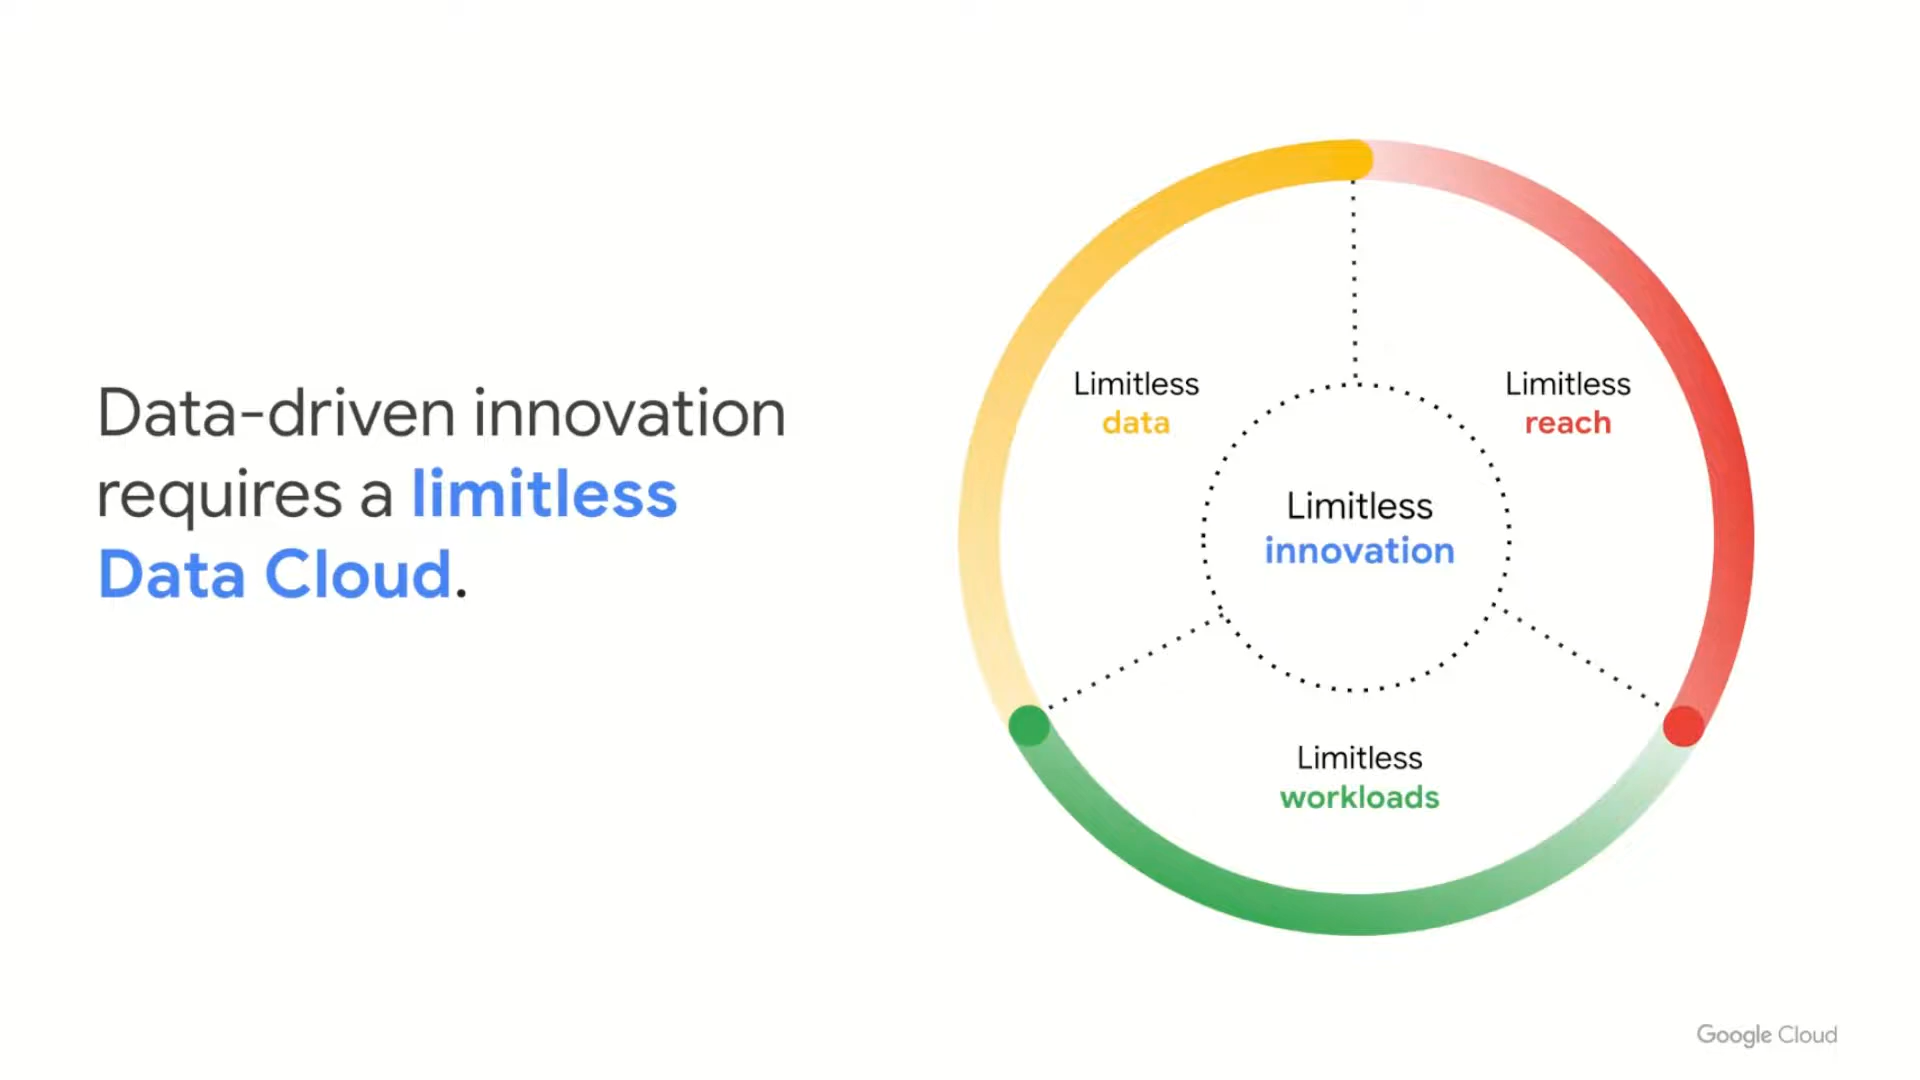 Data-driven innovation
requires a limitless
Data Cloud.
Limitless
data
Limitless
reach
Limitless
innovation
Limitless
workloads
Google Cloud